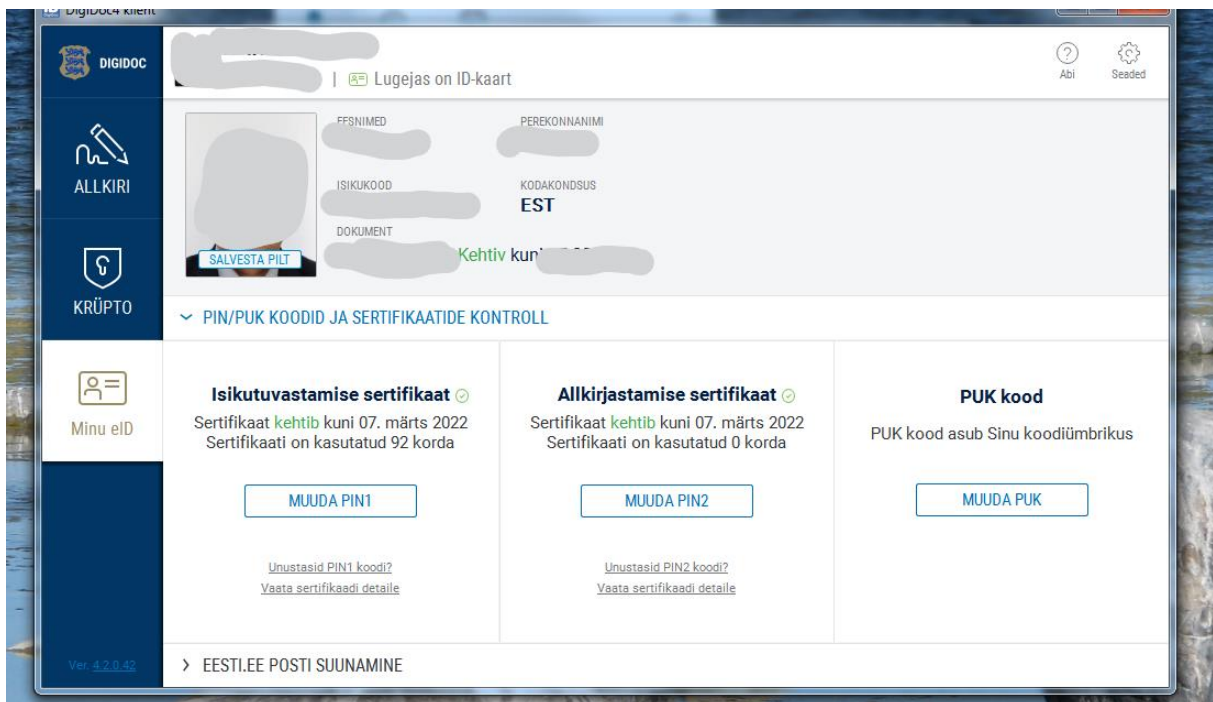 DigiDoc4 klient
DIGIDOC
| Lugejas on ID-kaart
Abi
Seaded
ALLKIRI
KRÜPTO
Minu eID
Ver. 4.2.0.42
EESNIMED
PEREKONNANIMI
ISIKUKOOD
KODAKONDSUS
EST
DOKUMENT
Kehtiv
SALVESTA PILT
PIN/PUK KOODID JA SERTIFIKAATIDE KONTROLL
Isikutuvastamise sertifikaat
Sertifikaat kehtib kuni 07. märts 2022
Sertifikaati on kasutatud 92 korda
MUUDA PIN1
Unustasid PIN1 koodi?
Vaata sertifikaadi detaile
Allkirjastamise sertifikaat
Sertifikaat kehtib kuni 07. märts 2022
Sertifikaati on kasutatud 0 korda
MUUDA PIN2
Unustasid PIN2 koodi?
Vaata sertifikaadi detaile
PUK kood
PUK kood asub Sinu koodiümbrikus
MUUDA PUK
EESTI.EE POSTI SUUNAMINE